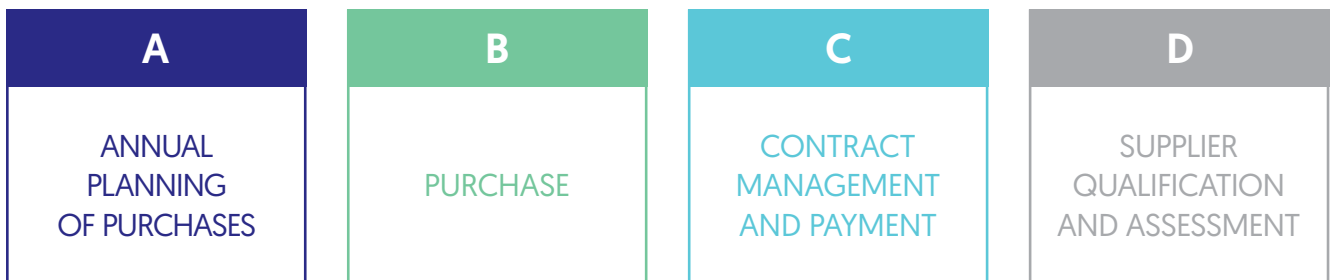 A
ANNUAL
PLANNING
OF PURCHASES
B
PURCHASE
C
CONTRACT
MANAGEMENT
AND PAYMENT
D
SUPPLIER
QUALIFICATION
AND ASSESSMENT